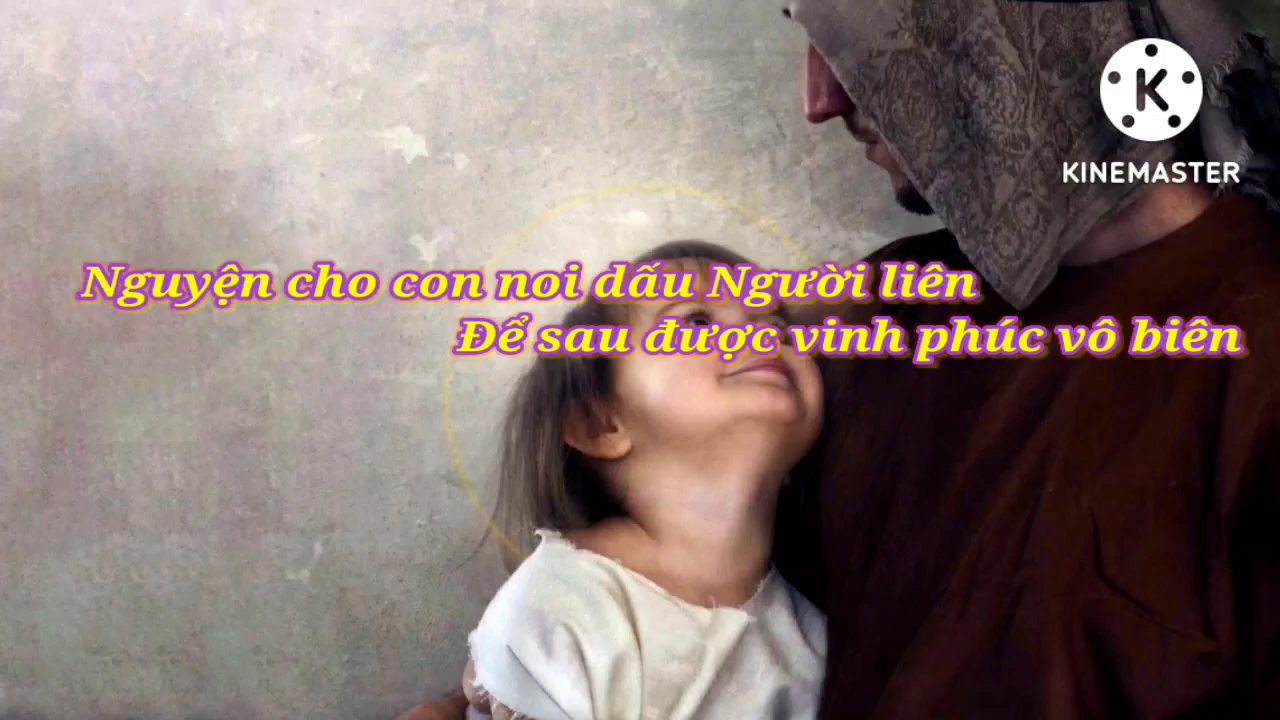 KINEMASTER
Nguyện cho con noi dấu Người liên
Để sau được vinh phúc vô biên